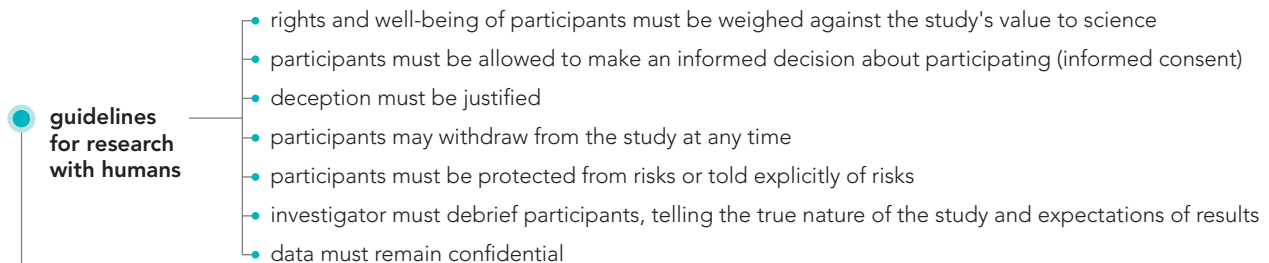 rights and well-being of participants must be weighed against the study's value to science
participants must be allowed to make an informed decision about participating (informed consent)
deception must be justified
guidelines
for research
with humans
participants may withdraw from the study at any time
participants must be protected from risks or told explicitly of risks
investigator must debrief participants, telling the true nature of the study and expectations of results
data must remain confidential